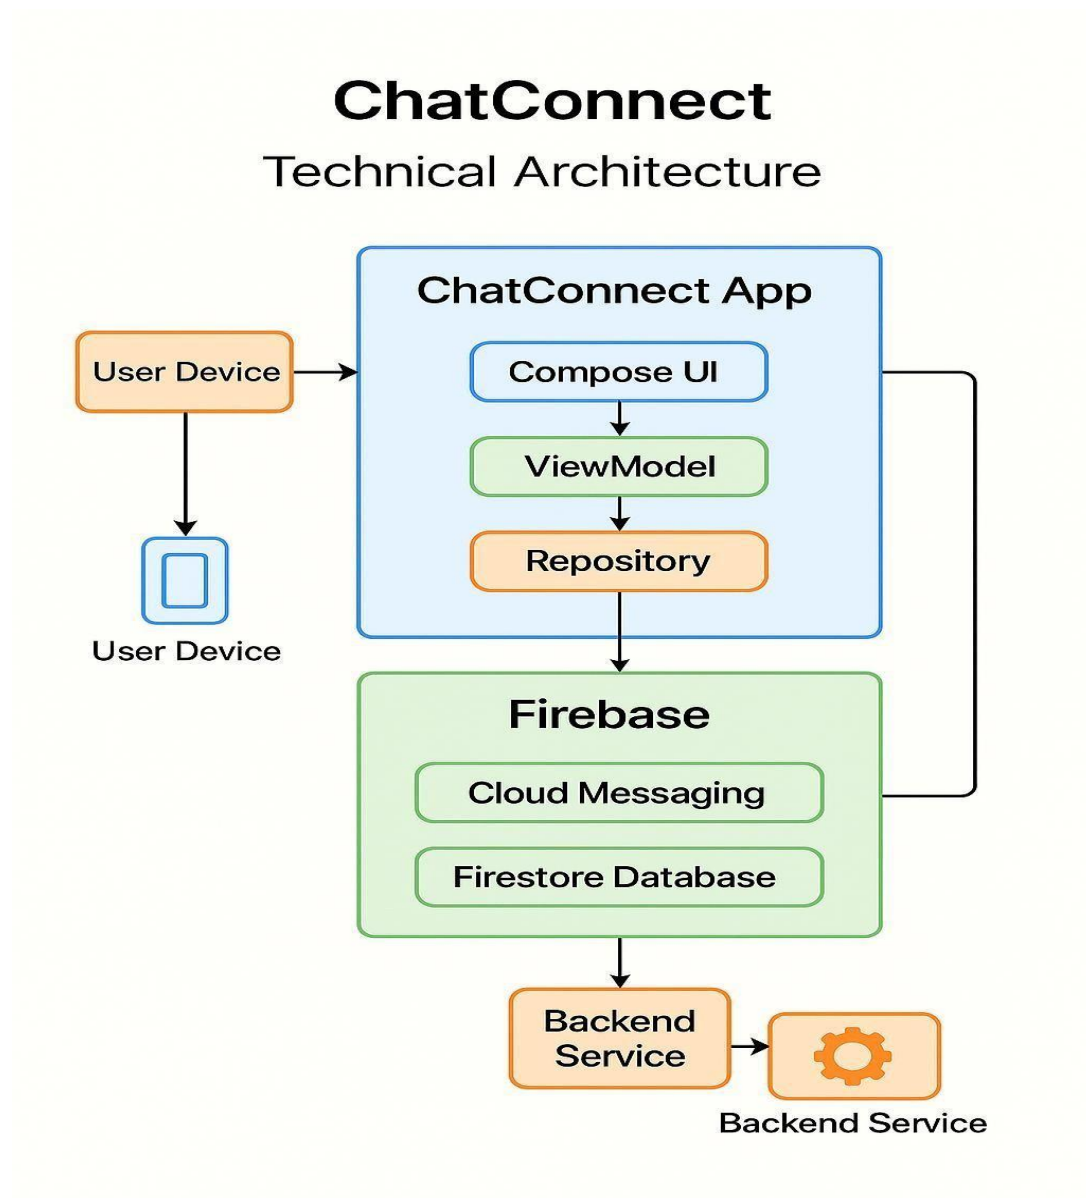 ChatConnect
Technical Architecture
ChatConnect App
User Device
Compose UI
ViewModel
Repository
User Device
Firebase
Cloud Messaging
Firestore Database
Backend
Service
Backend Service